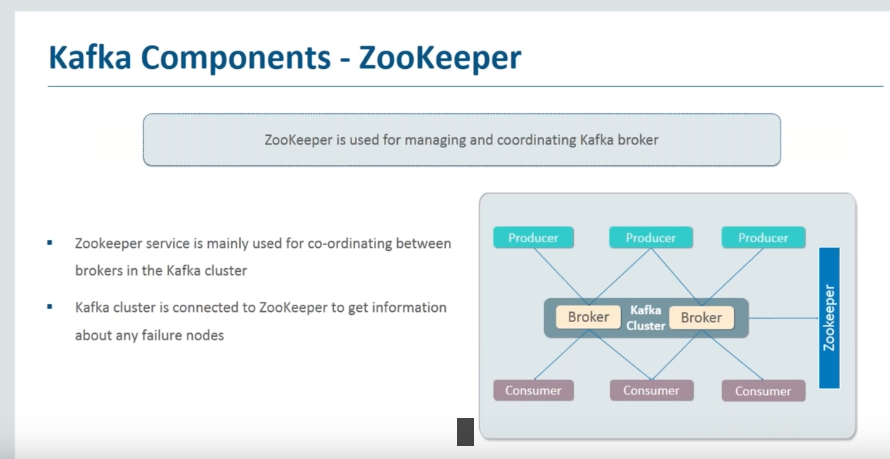 Kafka Components - ZooKeeper
ZooKeeper is used for managing and coordinating Kafka broker
Zookeeper service is mainly used for co-ordinating between
brokers in the Kafka cluster
Kafka cluster is connected to ZooKeeper to get information
about any failure nodes
Producer
Producer
Producer
Broker
Kafka
Cluster
Broker
Zookeeper
Consumer
Consumer
Consumer